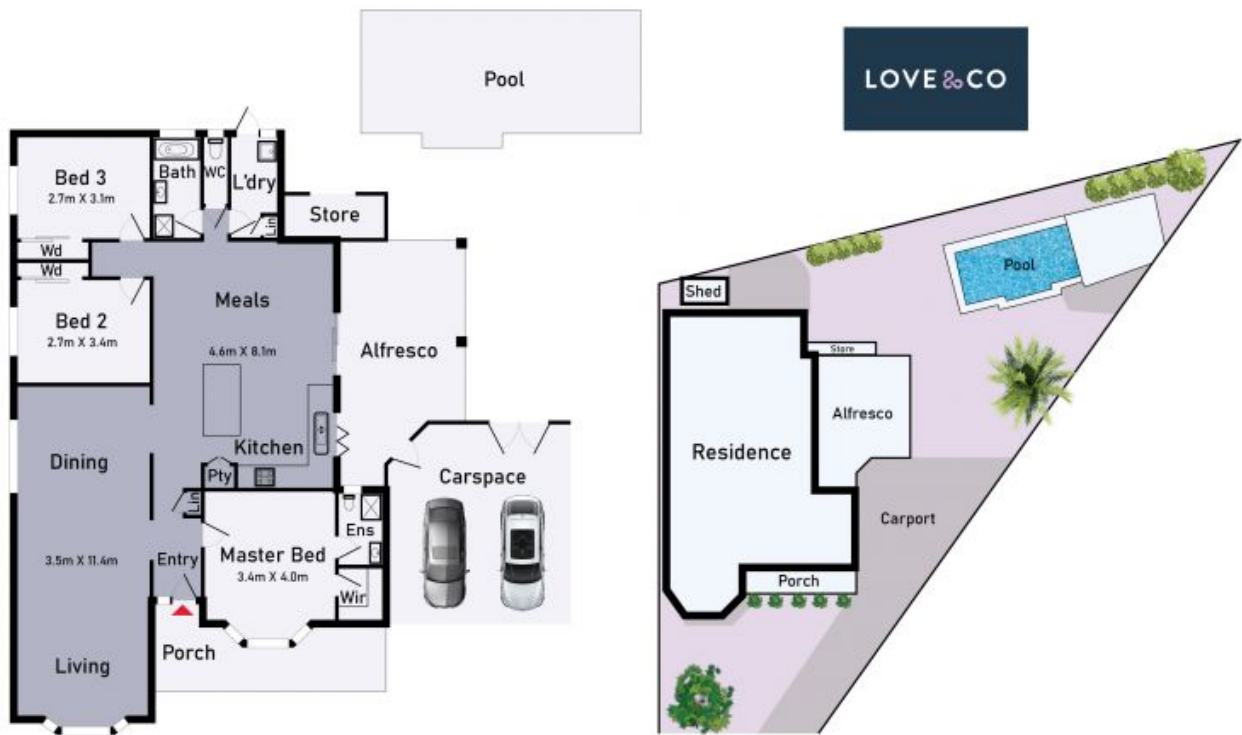 Pool
LOVE & CO
Bed 3
2.7m X 3.1m
Bath
WC
L'dry
Lin
Store
Wd
Wd
Bed 2
2.7m X 3.4m
Meals
4.6m X 8.1m
Alfresco
Dining
Kitchen
Pty
Lin
Carspace
3.5m X 11.4m
Entry
Master Bed
3.4m X 4.0m
Ens
Wir
Porch
Living
Pool
Shed
Store
Alfresco
Residence
Carport
Porch